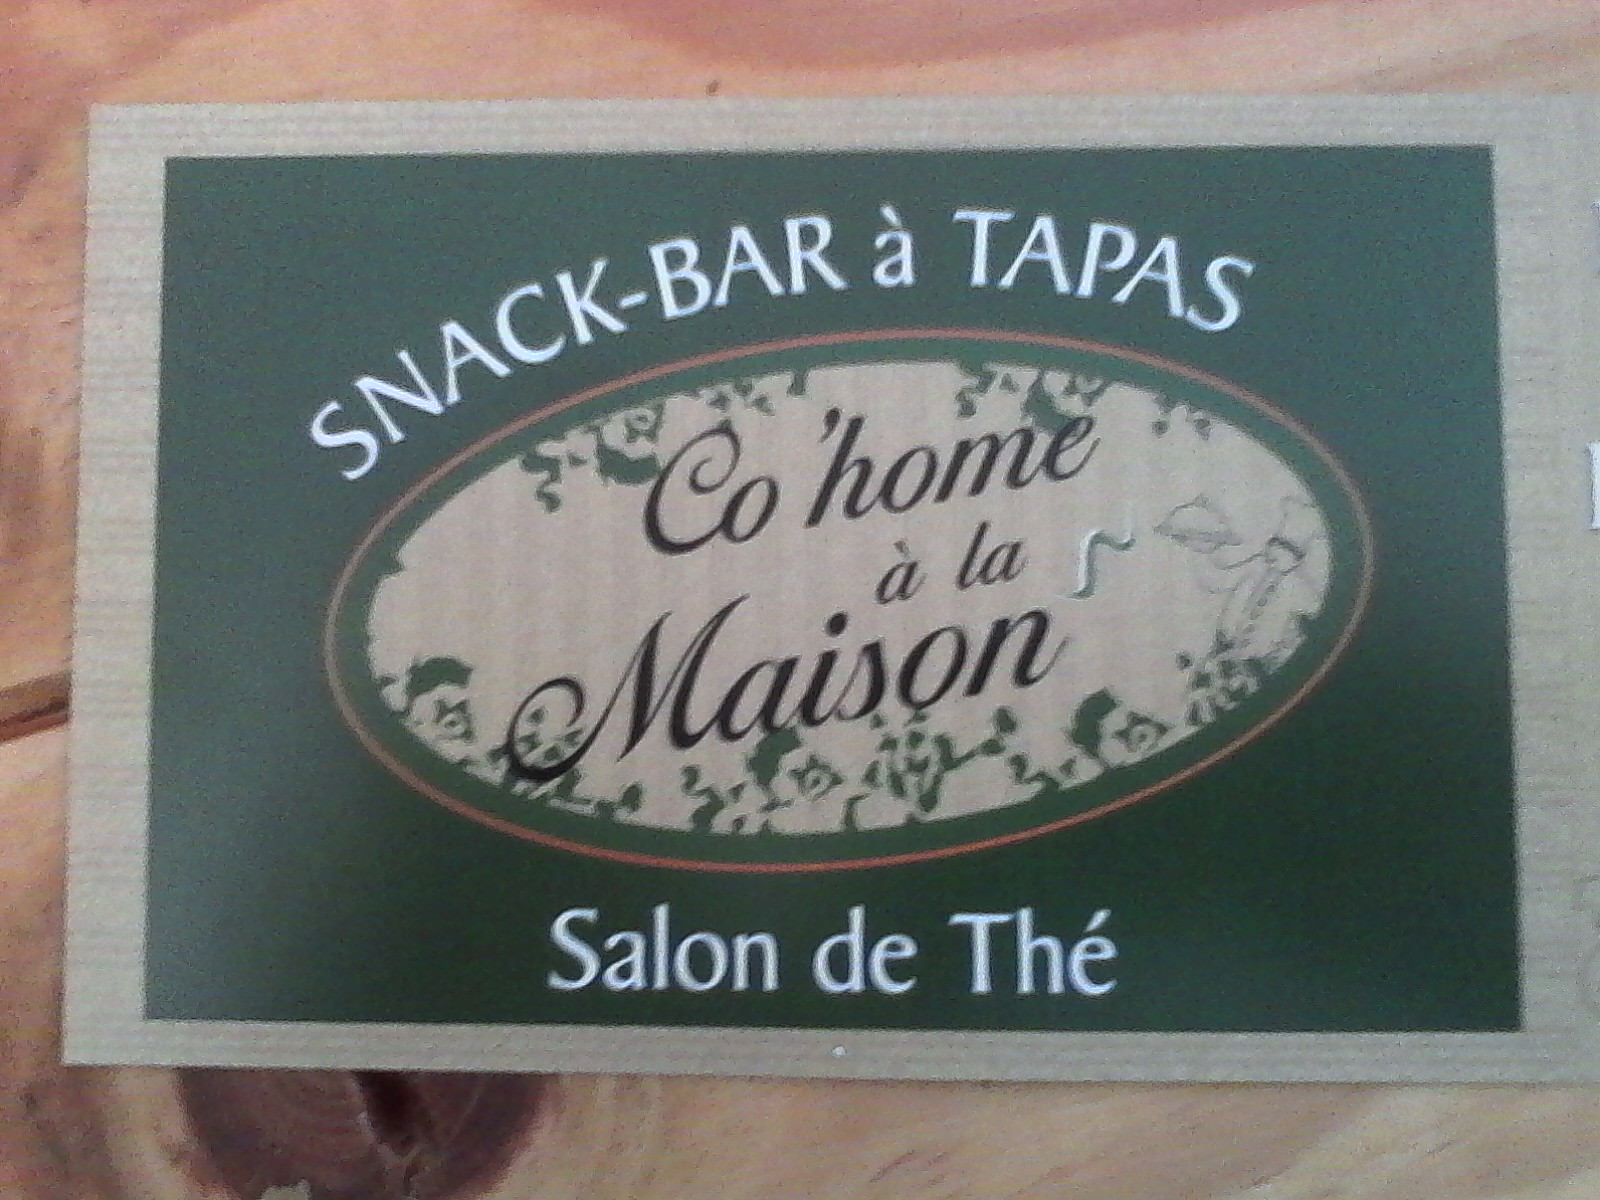 SNACK-BAR à TAPAS
Co'home
à la
Maison
Salon de Thé